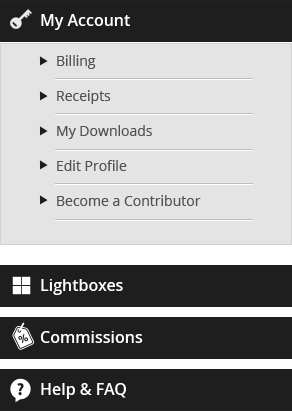 My Account
Billing
Receipts
My Downloads
Edit Profile
Become a Contributor
Lightboxes
%
Commissions
?
Help & FAQ